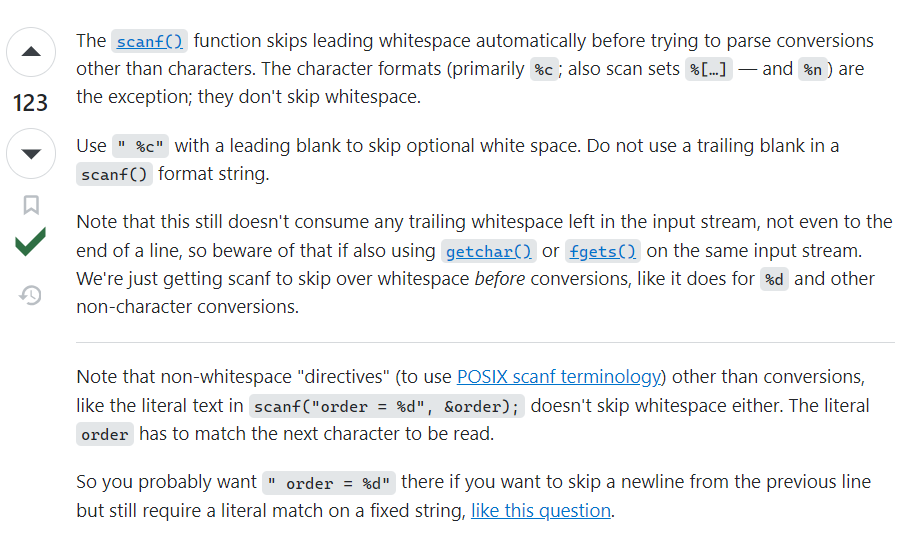 The scanf() function skips leading whitespace automatically before trying to parse conversions
other than characters. The character formats (primarily %c; also scan sets %[…] — and %n) are
123
the exception; they don't skip whitespace.
Use " %c" with a leading blank to skip optional white space. Do not use a trailing blank in a
scanf() format string.
Note that this still doesn't consume any trailing whitespace left in the input stream, not even to the
end of a line, so beware of that if also using getchar() or fgets() on the same input stream.
We're just getting scanf to skip over whitespace before conversions, like it does for %d and other
non-character conversions.
Note that non-whitespace "directives" (to use POSIX scanf terminology) other than conversions,
like the literal text in scanf("order = %d", &order); doesn't skip whitespace either. The literal
order has to match the next character to be read.
So you probably want " order = %d" there if you want to skip a newline from the previous line
but still require a literal match on a fixed string, like this question.